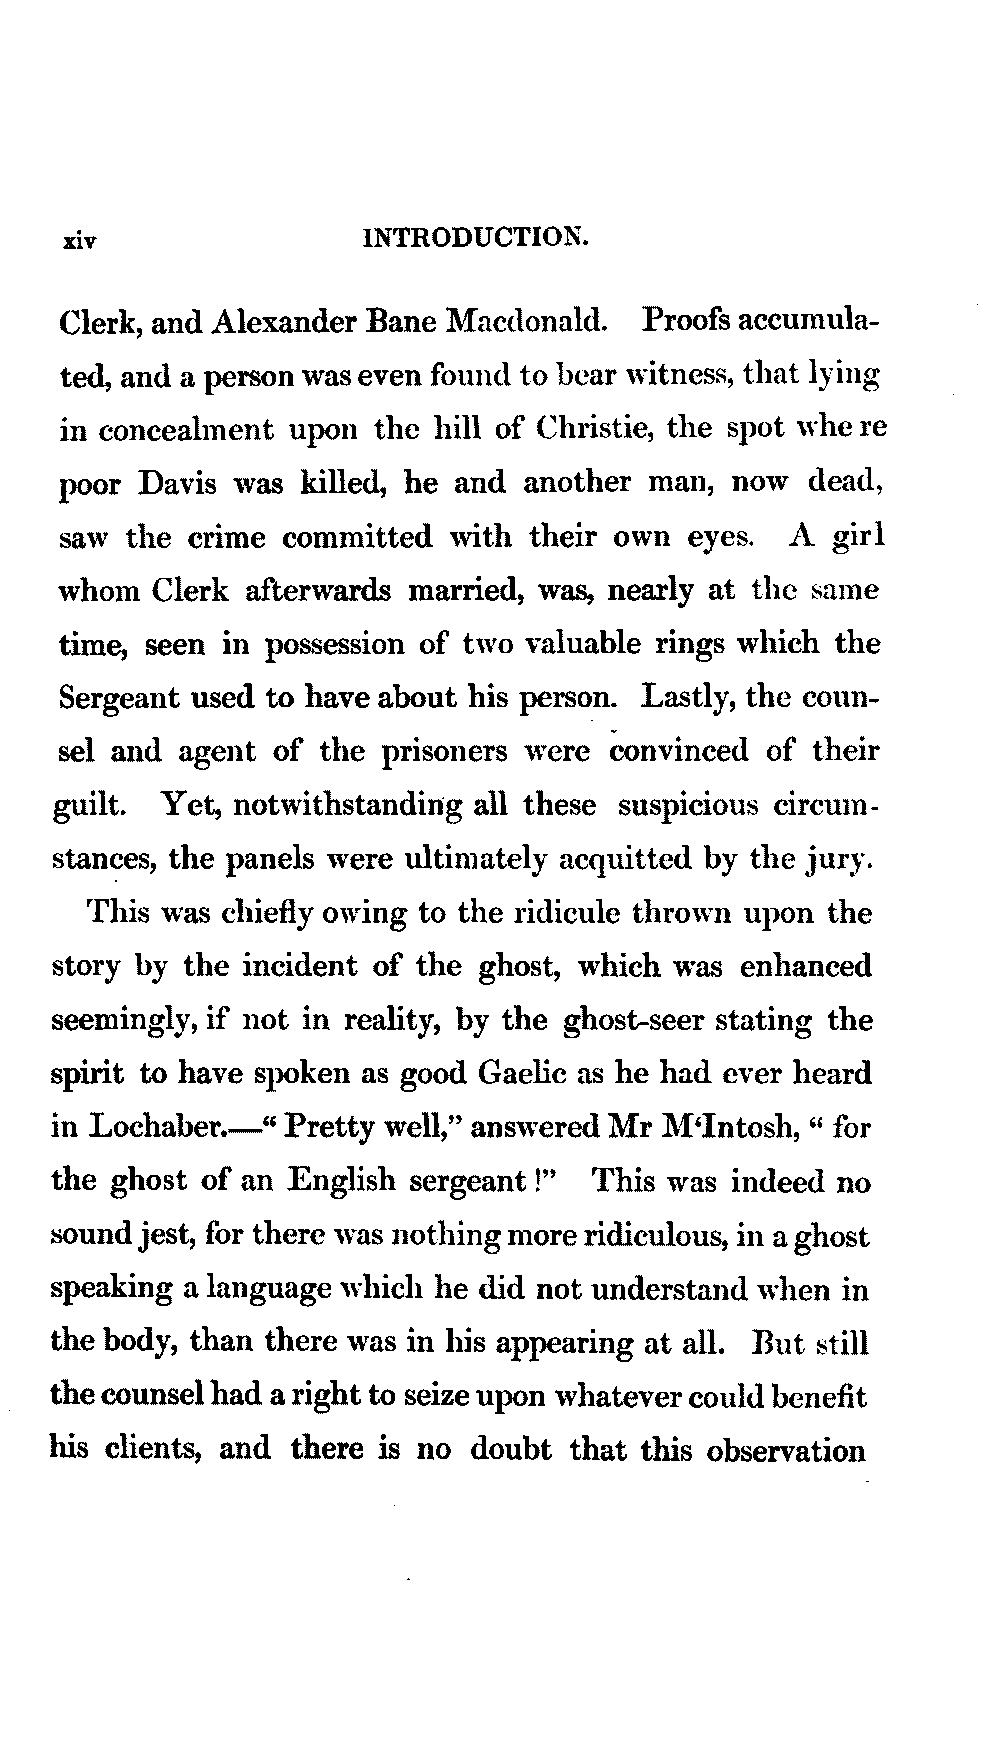 xiv INTRODUCTION.
Clerk, and Alexander Bane Macdonald. Proofs accumula-
ted, and a person was even found to bear witness, that lying
in concealment upon the hill of Christie, the spot where
poor Davis was killed, he and another man, now dead,
saw the crime committed with their own eyes. A girl
whom Clerk afterwards married, was, nearly at the same
time, seen in possession of two valuable rings which the
Sergeant used to have about his person. Lastly, the coun-
sel and agent of the prisoners were convinced of their
guilt. Yet, notwithstanding all these suspicious circum-
stances, the panels were ultimately acquitted by the jury.
This was chiefly owing to the ridicule thrown upon the
story by the incident of the ghost, which was enhanced
seemingly, if not in reality, by the ghost-seer stating the
spirit to have spoken as good Gaelic as he had ever heard
in Lochaber.—“ Pretty well,” answered Mr M‘Intosh, “ for
the ghost of an English sergeant !” This was indeed no
sound jest, for there was nothing more ridiculous, in a ghost
speaking a language which he did not understand when in
the body, than there was in his appearing at all. But still
the counsel had a right to seize upon whatever could benefit
his clients, and there is no doubt that this observation